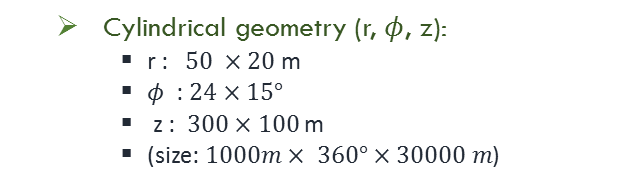 Cylindrical geometry (r, ϕ, z):
r: 50 × 20 m
ϕ : 24 × 15°
z: 300 × 100 m
(size: 1000m × 360° × 30000 m)